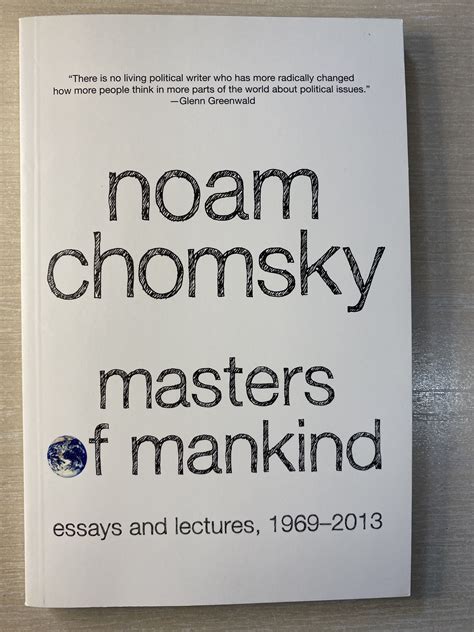 “There is no living political writer who has more radically changed
how more people think in more parts of the world about political issues.”
—Glenn Greenwald
noam
chomsky
masters
of mankind
essays and lectures, 1969–2013